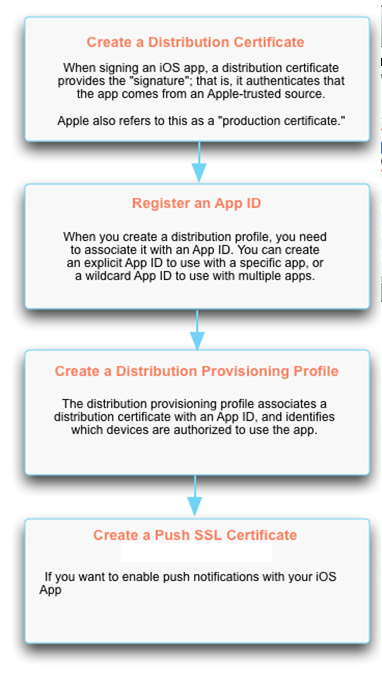 Create a Distribution Certificate
When signing an iOS app, a distribution certificate
provides the "signature"; that is, it authenticates that
the app comes from an Apple-trusted source.
Apple also refers to this as a "production certificate."
Register an App ID
When you create a distribution profile, you need
to associate it with an App ID. You can create
an explicit App ID to use with a specific app, or
a wildcard App ID to use with multiple apps.
Create a Distribution Provisioning Profile
The distribution provisioning profile associates a
distribution certificate with an App ID, and identifies
which devices are authorized to use the app.
Create a Push SSL Certificate
If you want to enable push notifications with your iOS
App